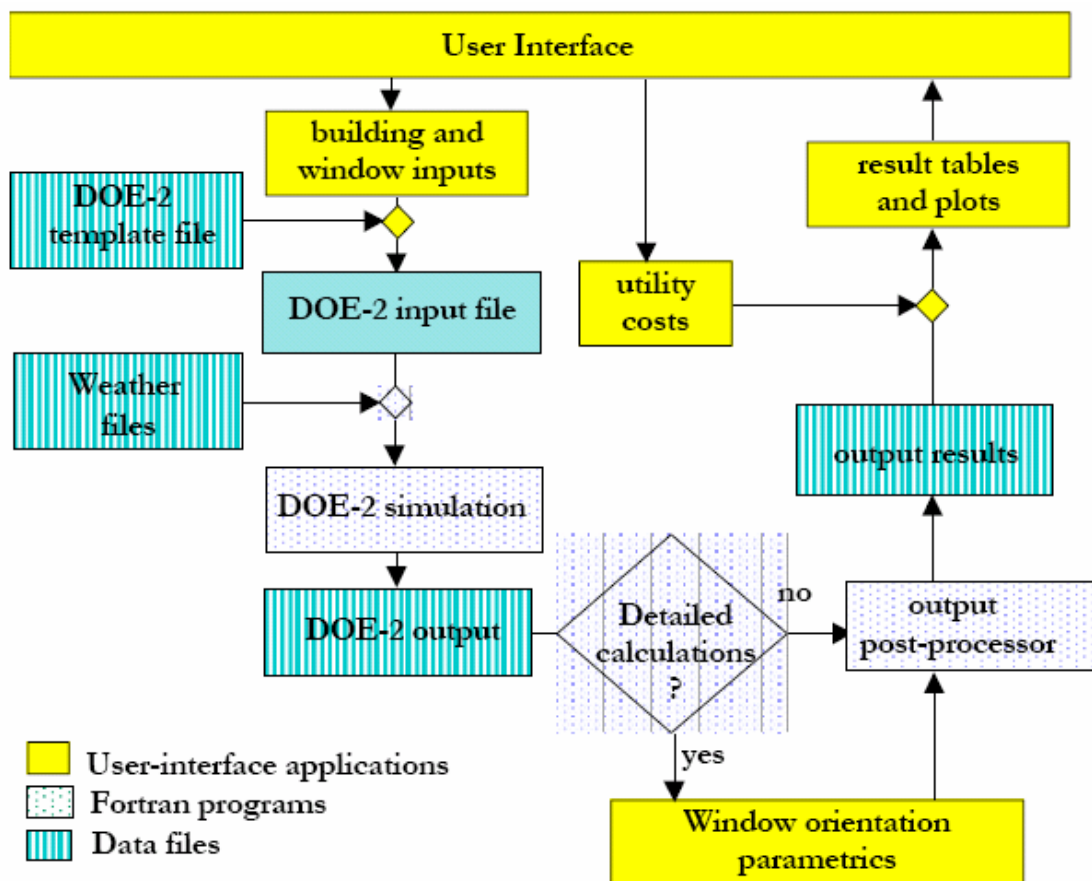 User Interface
building and
window inputs
result tables
and plots
DOE-2
template file
utility
costs
DOE-2 input file
Weather
files
output results
DOE-2 simulation
no
output
post-processor
Detailed
calculations
?
DOE-2 output
yes
User-interface applications
Fortran programs
Data files
Window orientation
parametrics